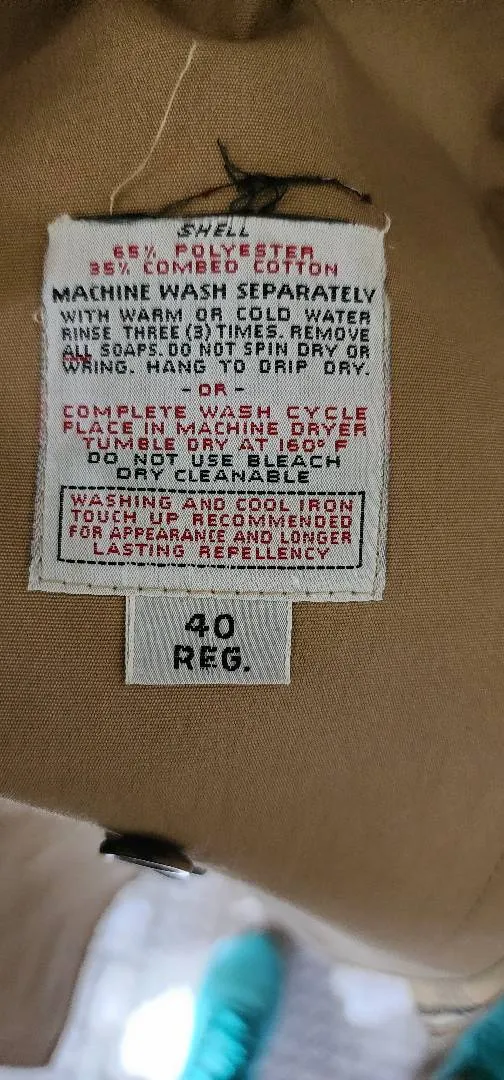 SHELL
65% POLYESTER
35% COMBED COTTON
MACHINE WASH SEPARATELY
WITH WARM OR COLD WATER
RINSE THREE (3) TIMES. REMOVE
ALL SOAPS. DO NOT SPIN DRY OR
WRING. HANG TO DRIP DRY.
- OR -
COMPLETE WASH CYCLE
PLACE IN MACHINE DRYER
TUMBLE DRY AT 160° F
DO NOT USE BLEACH
DRY CLEANABLE
WASHING AND COOL IRON
TOUCH UP RECOMMENDED
FOR APPEARANCE AND LONGER
LASTING REPELLENCY
40
REG.